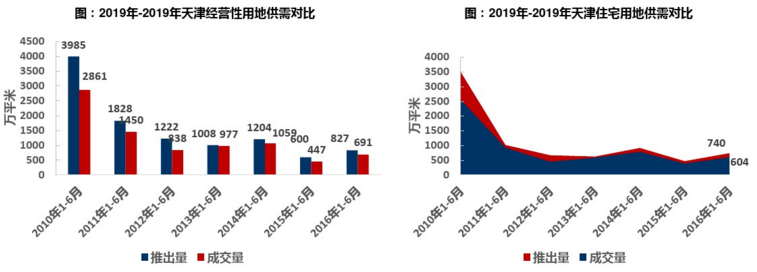 图：2019年-2019年天津经营性用地供需对比
万平米
4500
4000
3500
3000
2500
2000
1500
1000
500
0
3985
2861
1828
1450
1222
838
1008
977
1204
1059
600
447
827
691
2010年1-6月
2011年1-6月
2012年1-6月
2013年1-6月
2014年1-6月
2015年1-6月
2016年1-6月
推出量 成交量
图：2019年-2019年天津住宅用地供需对比
万平米
4000
3500
3000
2500
2000
1500
1000
500
0
740
604
2010年1-6月
2011年1-6月
2012年1-6月
2013年1-6月
2014年1-6月
2015年1-6月
2016年1-6月
推出量 成交量